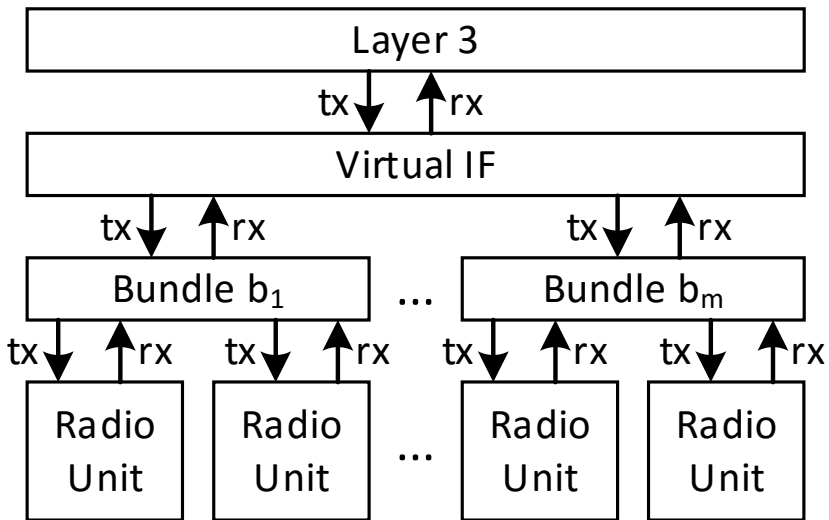 Layer 3
tx rx
Virtual IF
tx rx tx rx
Bundle b₁ ... Bundle bₘ
tx rx tx rx tx rx tx rx
Radio Unit Radio Unit ... Radio Unit Radio Unit